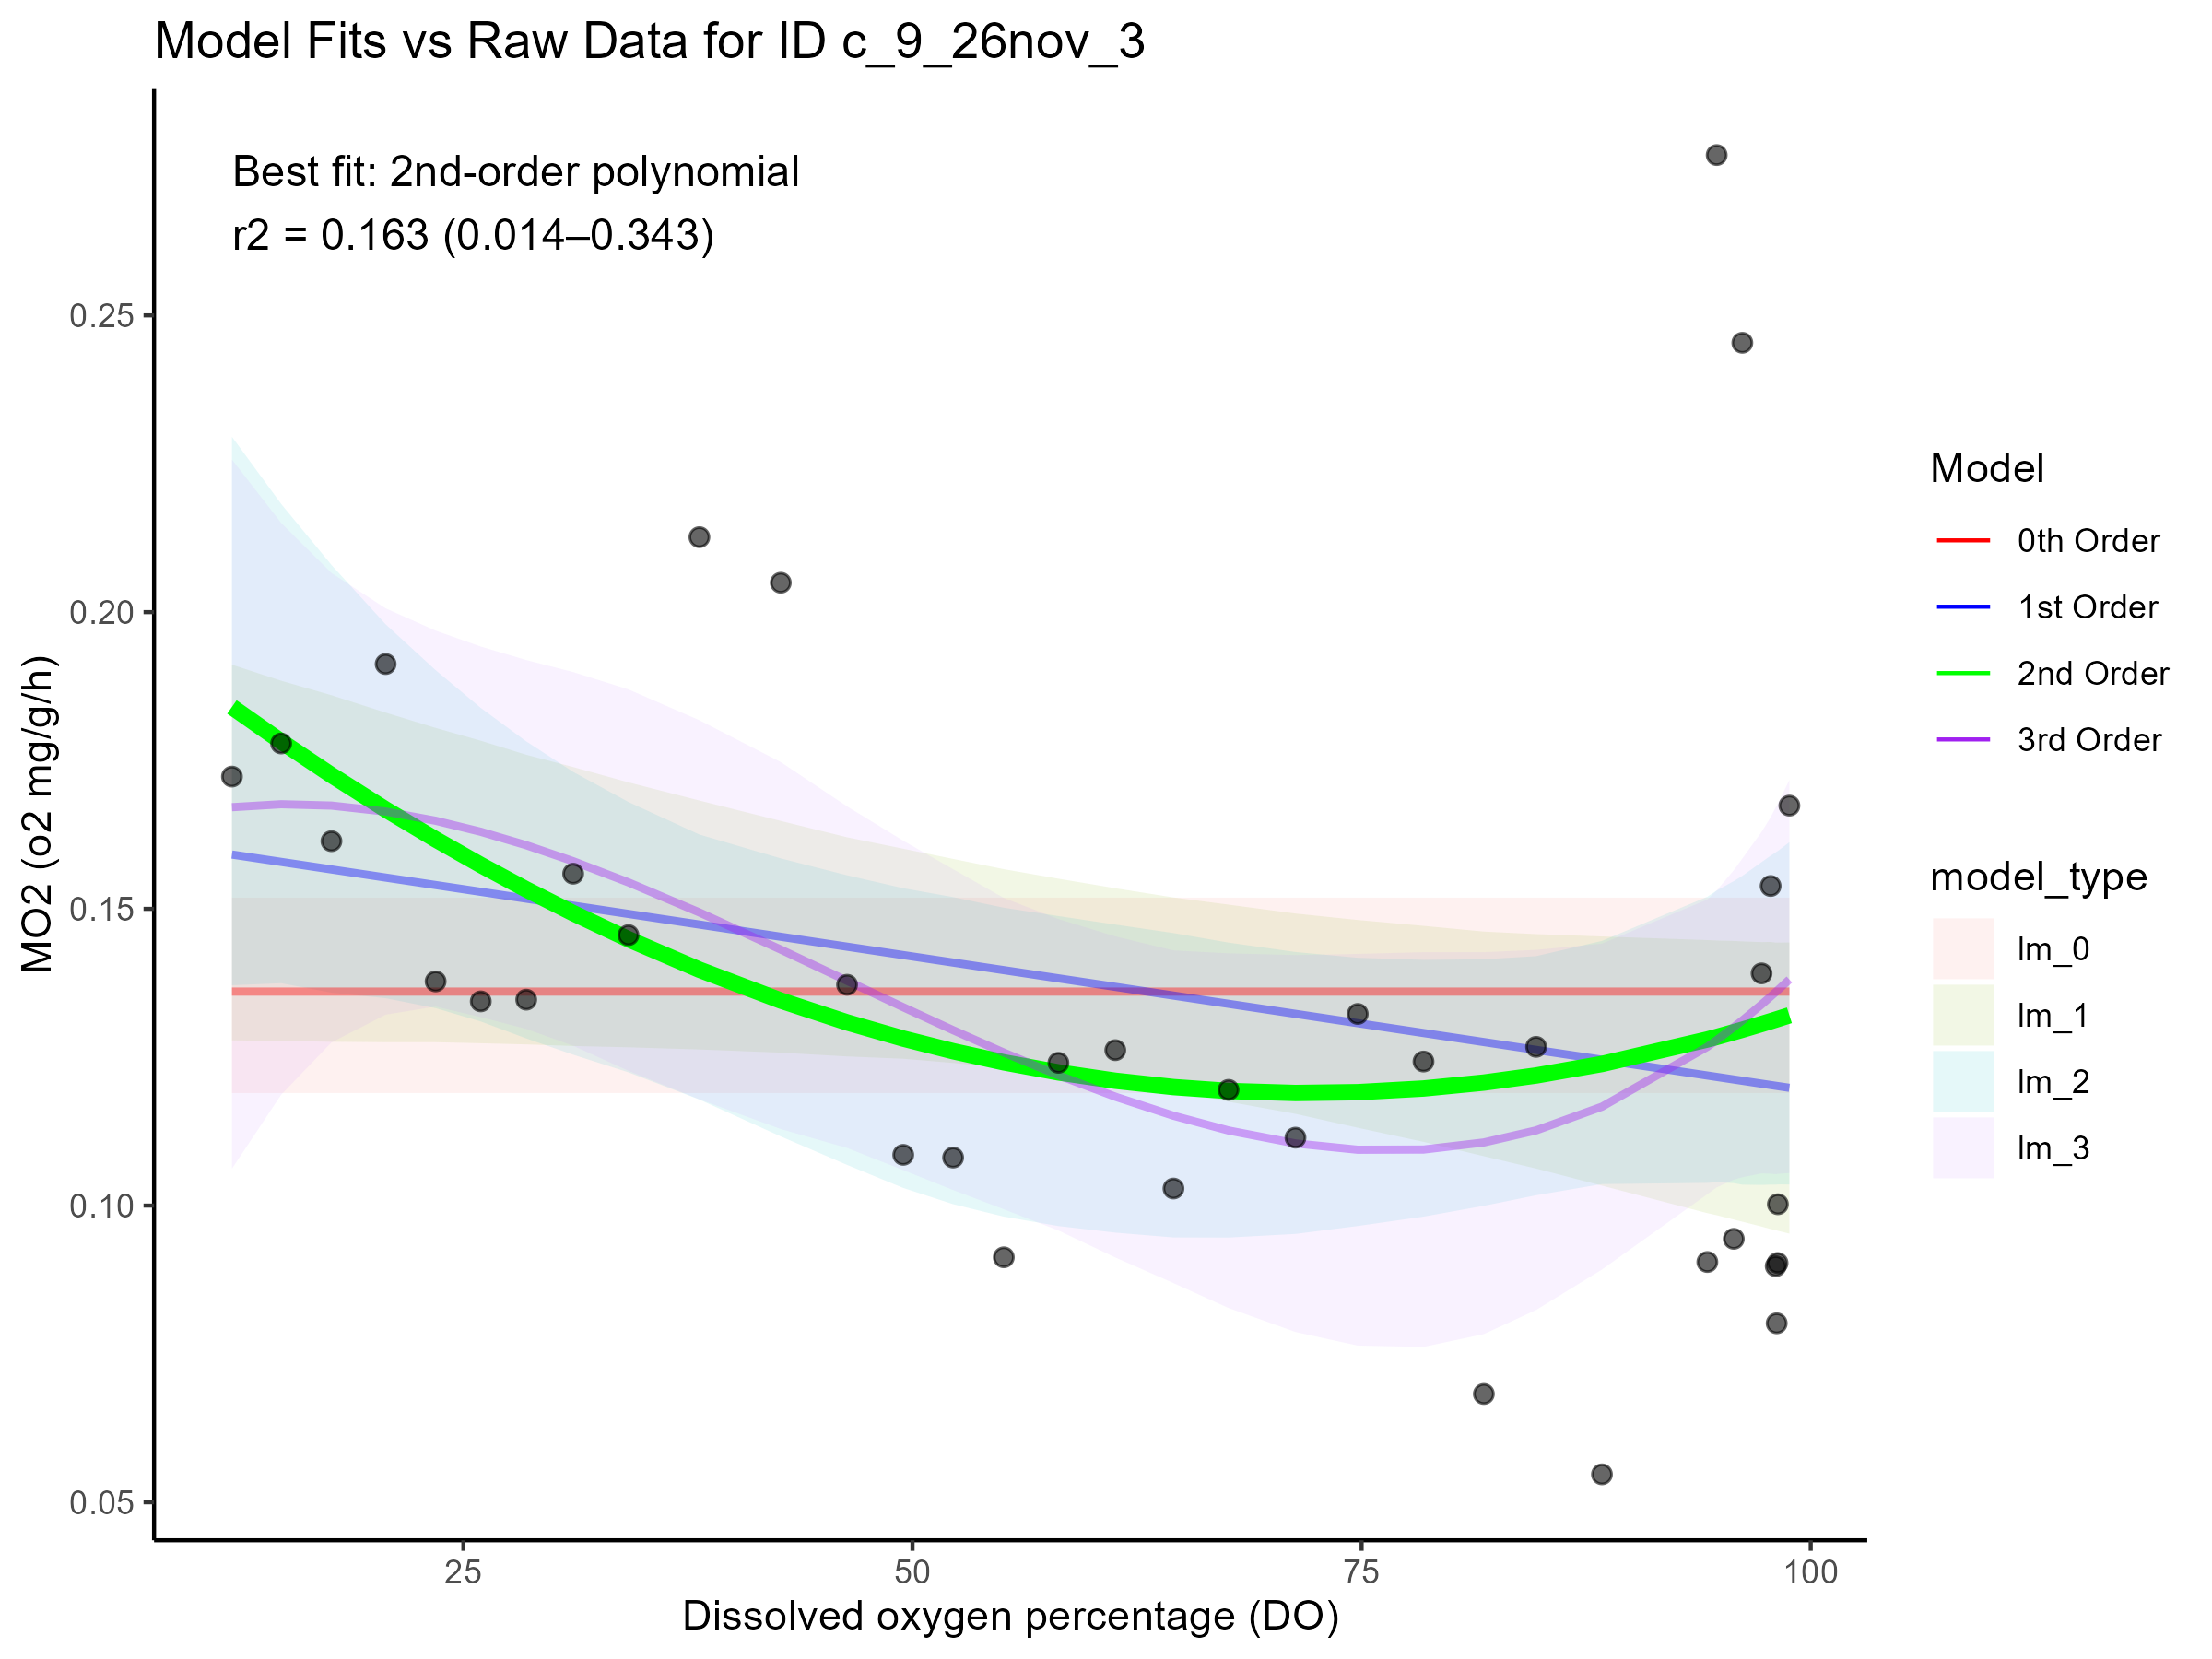 Model Fits vs Raw Data for ID c_9_26nov_3
Best fit: 2nd-order polynomial
r2 = 0.163 (0.014–0.343)
MO2 (o2 mg/g/h)
0.25
0.20
0.15
0.10
0.05
25
50
75
100
Dissolved oxygen percentage (DO)
Model
0th Order
1st Order
2nd Order
3rd Order
model_type
lm_0
lm_1
lm_2
lm_3